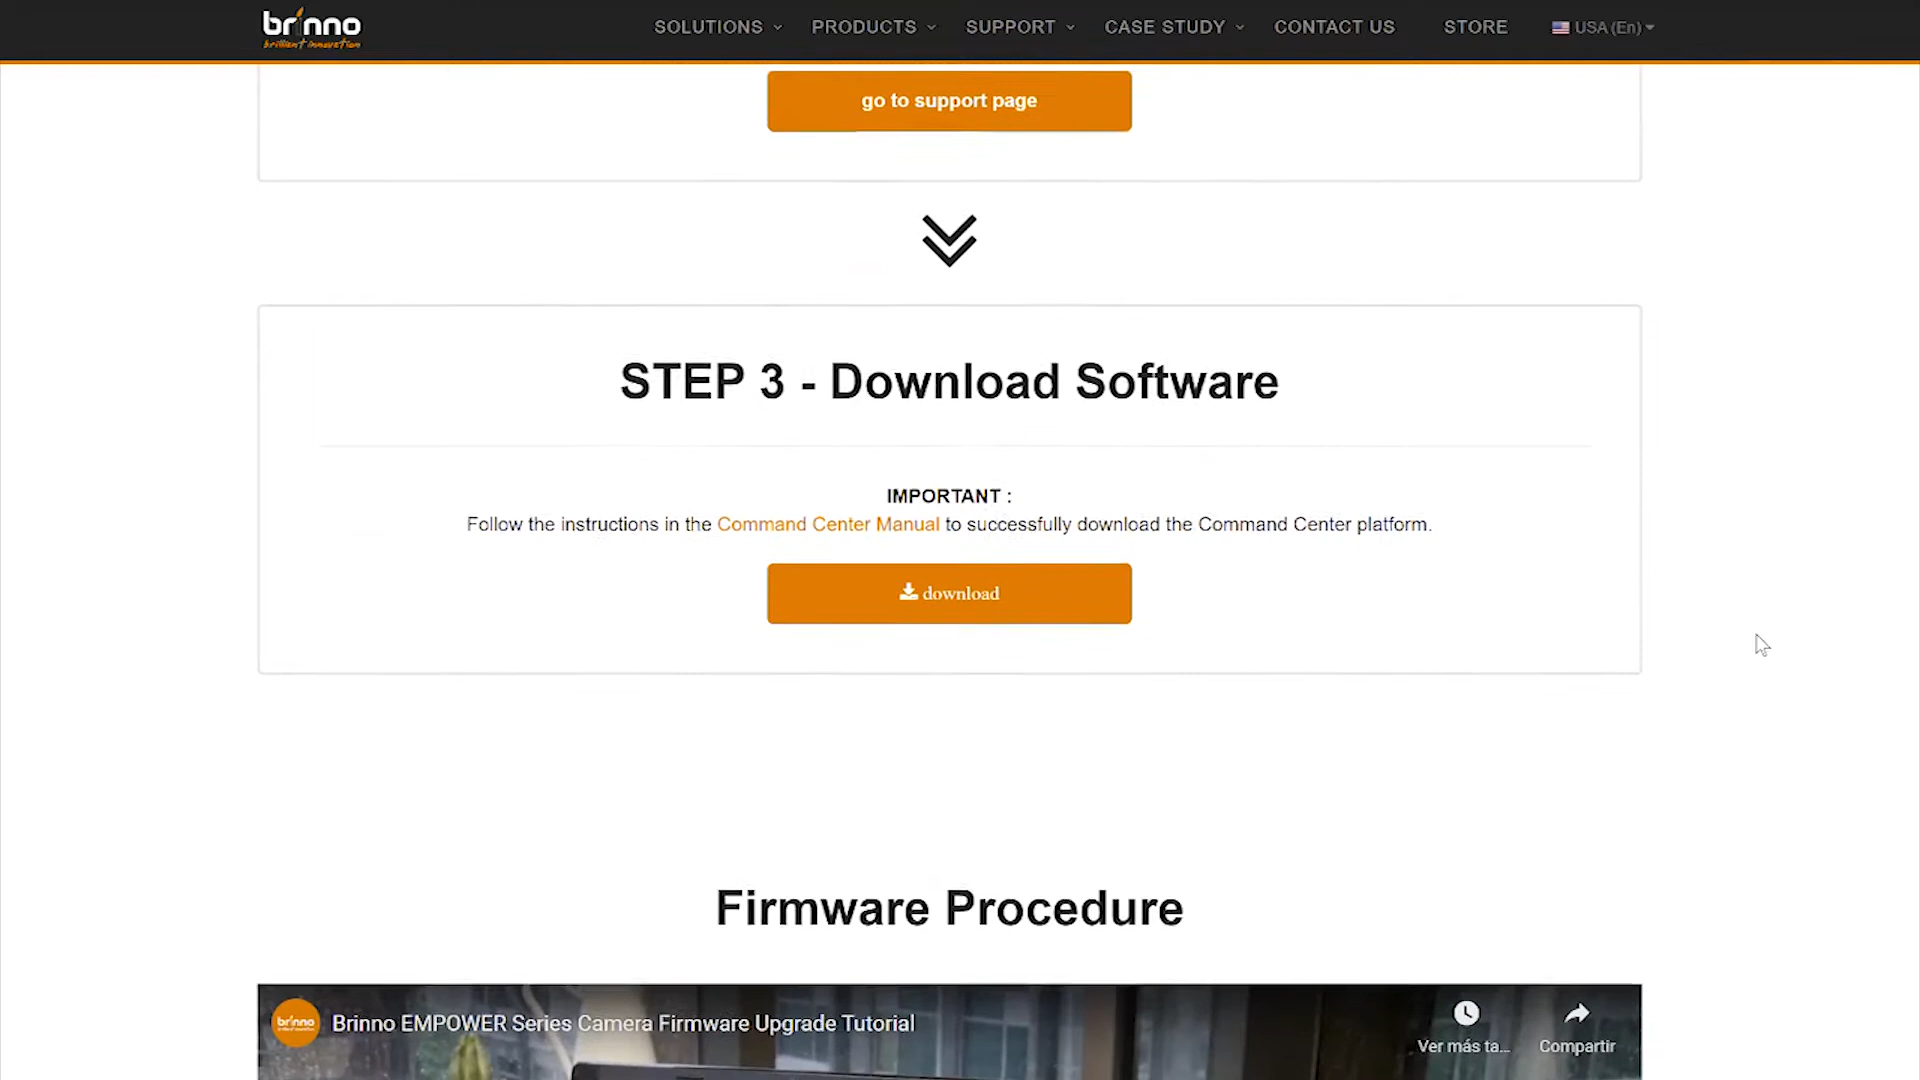 brinno
brilliant innovation
SOLUTIONS
PRODUCTS
SUPPORT
CASE STUDY
CONTACT US
STORE
USA (En)
go to support page
STEP 3 - Download Software
IMPORTANT :
Follow the instructions in the Command Center Manual to successfully download the Command Center platform.
download
Firmware Procedure
brinno
Brinno EMPOWER Series Camera Firmware Upgrade Tutorial
Ver más ta...
Compartir